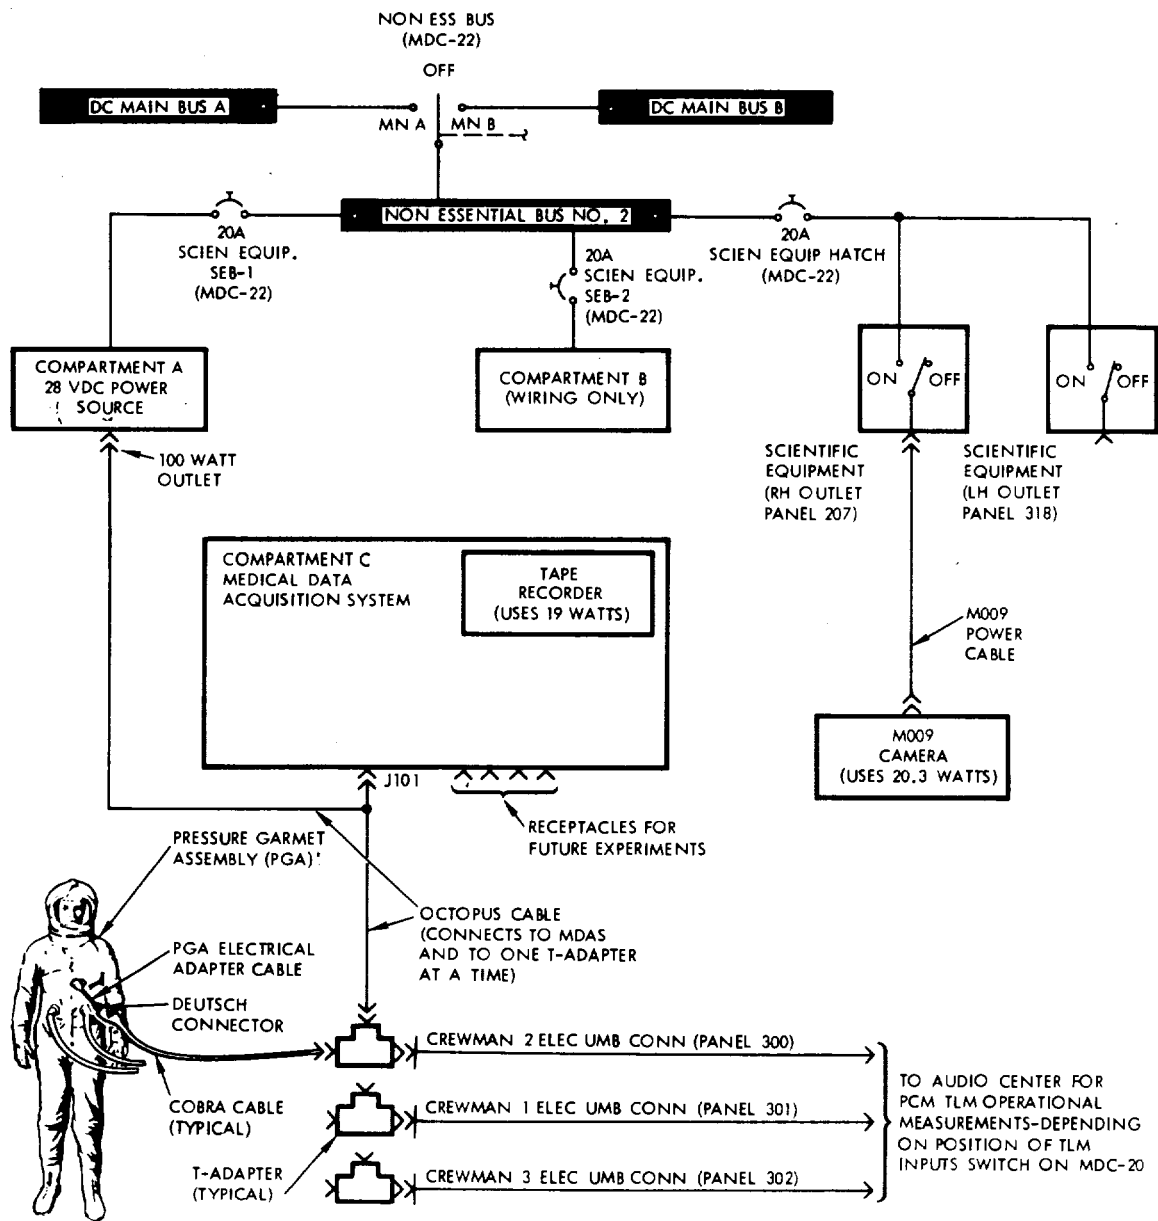 NON ESS BUS
(MDC-22)
OFF
DC MAIN BUS A
DC MAIN BUS B
MN A
MN B
NON ESSENTIAL BUS NO. 2
20A
SCIEN EQUIP.
SEB-1
(MDC-22)
20A
SCIEN EQUIP.
SEB-2
(MDC-22)
20A
SCIEN EQUIP HATCH
(MDC-22)
COMPARTMENT A
28 VDC POWER
SOURCE
COMPARTMENT B
(WIRING ONLY)
ON
OFF
ON
OFF
100 WATT
OUTLET
SCIENTIFIC
EQUIPMENT
(RH OUTLET
PANEL 207)
SCIENTIFIC
EQUIPMENT
(LH OUTLET
PANEL 318)
COMPARTMENT C
MEDICAL DATA
ACQUISITION SYSTEM
TAPE
RECORDER
(USES 19 WATTS)
M009
POWER
CABLE
M009
CAMERA
(USES 20.3 WATTS)
J101
RECEPTACLES FOR
FUTURE EXPERIMENTS
PRESSURE GARMET
ASSEMBLY (PGA)
OCTOPUS CABLE
(CONNECTS TO MDAS
AND TO ONE T-ADAPTER
AT A TIME)
PGA ELECTRICAL
ADAPTER CABLE
DEUTSCH
CONNECTOR
COBRA CABLE
(TYPICAL)
T-ADAPTER
(TYPICAL)
CREWMAN 2 ELEC UMB CONN (PANEL 300)
CREWMAN 1 ELEC UMB CONN (PANEL 301)
CREWMAN 3 ELEC UMB CONN (PANEL 302)
TO AUDIO CENTER FOR
PCM TLM OPERATIONAL
MEASUREMENTS-DEPENDING
ON POSITION OF TLM
INPUTS SWITCH ON MDC-20